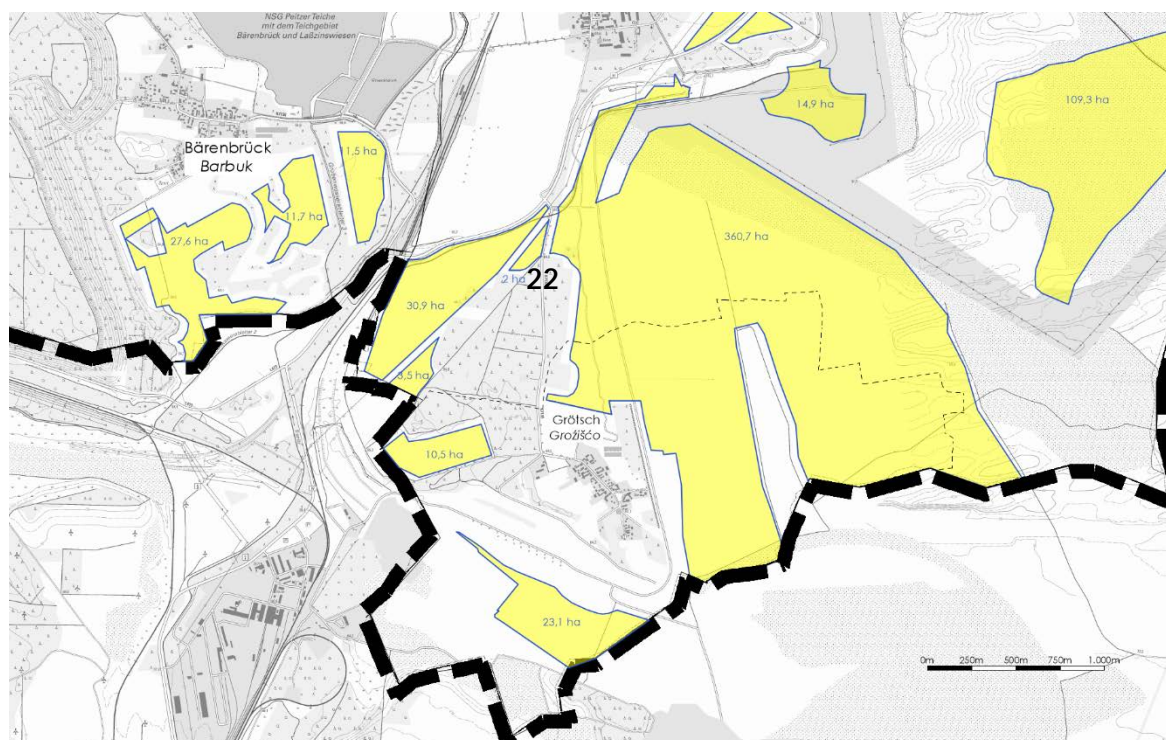 NSG Peitzer Teiche
mit dem Teichgebiet
Bärenbrück und Laßzinswiesen
14,9 ha
109,3 ha
Bärenbrück
Barbuk
11,5 ha
11,7 ha
27,6 ha
360,7 ha
2 ha
22
30,9 ha
3,5 ha
Grötsch
Grožišćo
10,5 ha
23,1 ha
0m 250m 500m 750m 1.000m